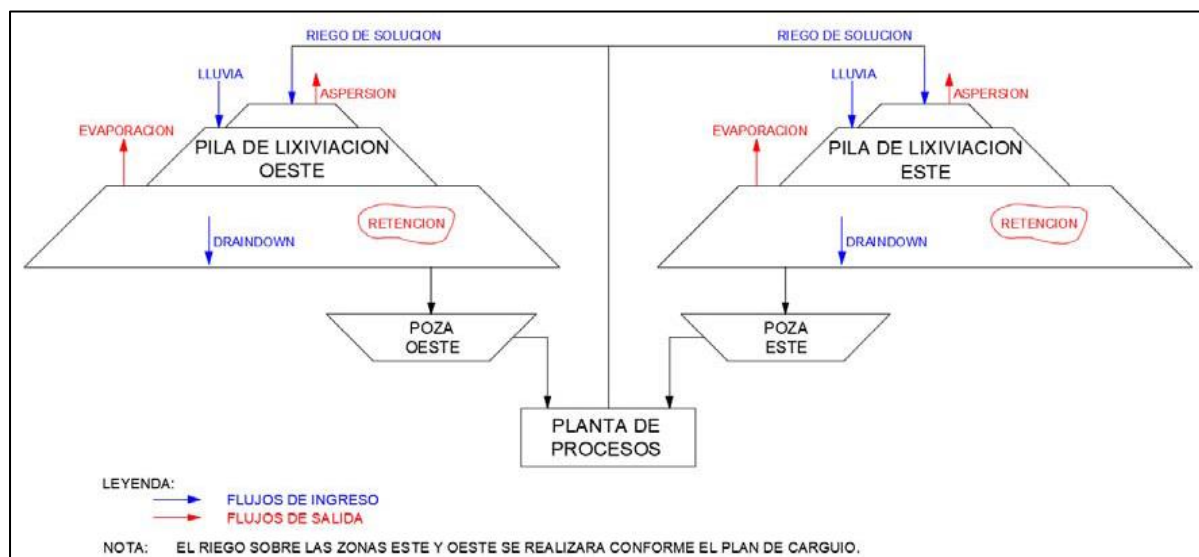 RIEGO DE SOLUCION
RIEGO DE SOLUCION
LLUVIA
ASPERSION
LLUVIA
ASPERSION
EVAPORACION
PILA DE LIXIVIACION
OESTE
EVAPORACION
PILA DE LIXIVIACION
ESTE
RETENCION
DRAINDOWN
RETENCION
DRAINDOWN
POZA
OESTE
POZA
ESTE
PLANTA DE
PROCESOS
LEYENDA:
FLUJOS DE INGRESO
FLUJOS DE SALIDA
NOTA: EL RIEGO SOBRE LAS ZONAS ESTE Y OESTE SE REALIZARA CONFORME EL PLAN DE CARGUIO.